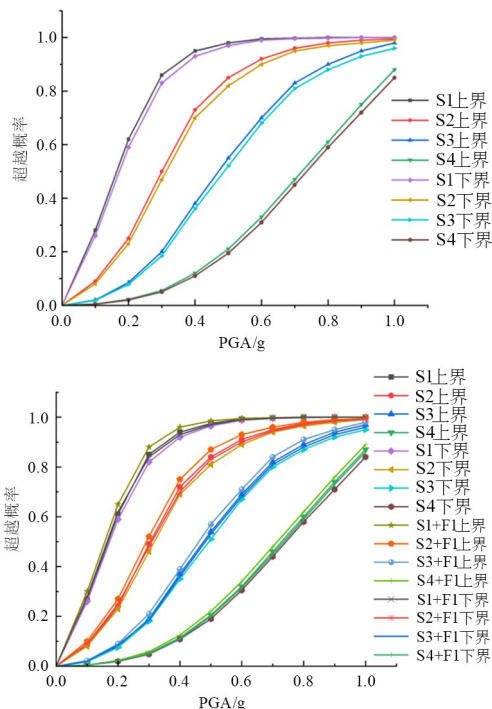 1.0
0.8
0.6
0.4
0.2
0.0
超越概率
0.0 0.2 0.4 0.6 0.8 1.0
PGA/g
S1上界
S2上界
S3上界
S4上界
S1下界
S2下界
S3下界
S4下界
1.0
0.8
0.6
0.4
0.2
0.0
超越概率
0.0 0.2 0.4 0.6 0.8 1.0
PGA/g
S1上界
S2上界
S3上界
S4上界
S1下界
S2下界
S3下界
S4下界
S1+F1上界
S2+F1上界
S3+F1上界
S4+F1上界
S1+F1下界
S2+F1下界
S3+F1下界
S4+F1下界